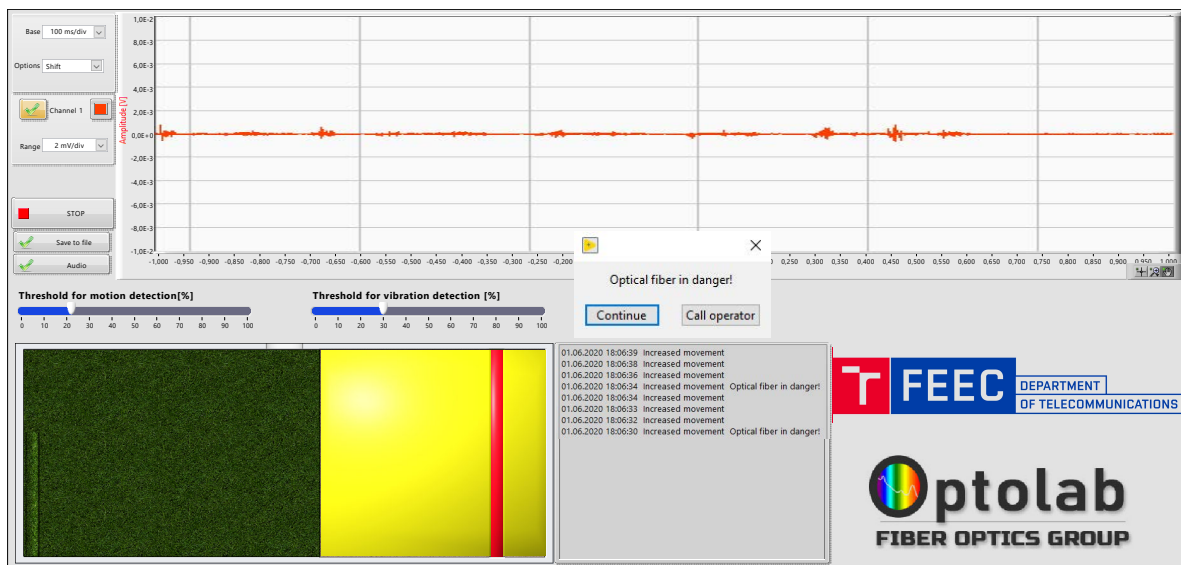 Base 100 ms/div
Options Shift
Channel 1
Range 2 mV/div
STOP
Save to file
Audio
Amplitude [V]
1,0E-2
8,0E-3
6,0E-3
4,0E-3
2,0E-3
0,0E+0
-2,0E-3
-4,0E-3
-6,0E-3
-8,0E-3
-1,0E-2
-1,000 -0,950 -0,900 -0,850 -0,800 -0,750 -0,700 -0,650 -0,600 -0,550 -0,500 -0,450 -0,400 -0,350 -0,300 -0,250 -0,200 0,250 0,300 0,350 0,400 0,450 0,500 0,550 0,600 0,650 0,700 0,750 0,800 0,850 0,900 0,950 1,000
Optical fiber in danger!
Continue Call operator
Threshold for motion detection[%]
0 10 20 30 40 50 60 70 80 90 100
Threshold for vibration detection [%]
0 10 20 30 40 50 60 70 80 90 100
01.06.2020 18:06:39 Increased movement
01.06.2020 18:06:38 Increased movement
01.06.2020 18:06:36 Increased movement
01.06.2020 18:06:34 Increased movement Optical fiber in danger!
01.06.2020 18:06:34 Increased movement
01.06.2020 18:06:33 Increased movement
01.06.2020 18:06:32 Increased movement
01.06.2020 18:06:30 Increased movement Optical fiber in danger!
T FEEC DEPARTMENT
OF TELECOMMUNICATIONS
Optolab
FIBER OPTICS GROUP